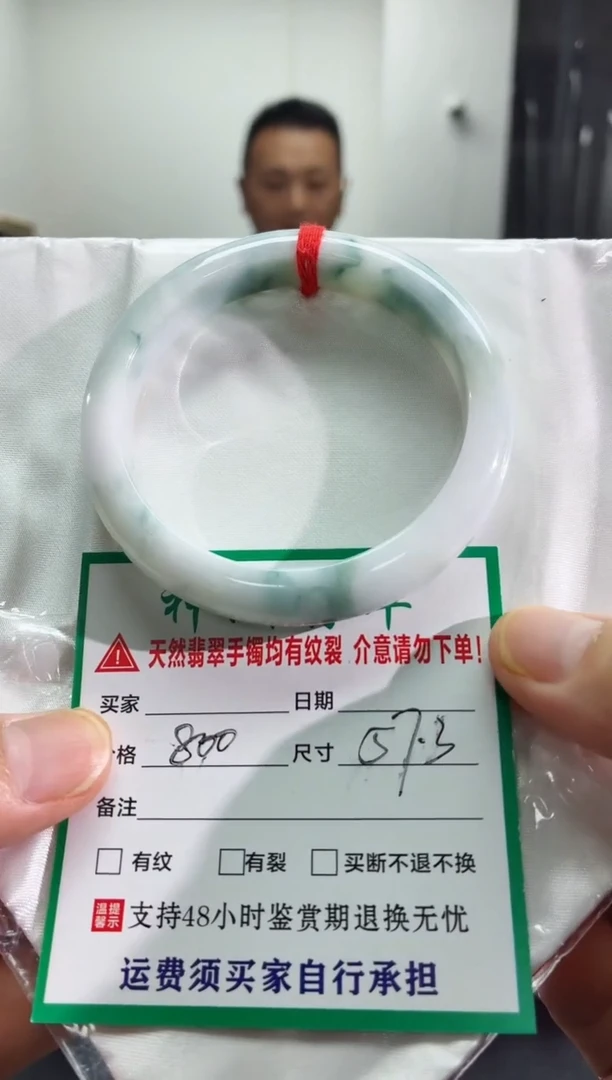 天然翡翠手镯均有纹裂 介意请勿下单!
买家 日期
格 800 尺寸 57.3
备注
有纹 有裂 买断不退不换
温馨提示 支持48小时鉴赏期退换无忧
运费须买家自行承担